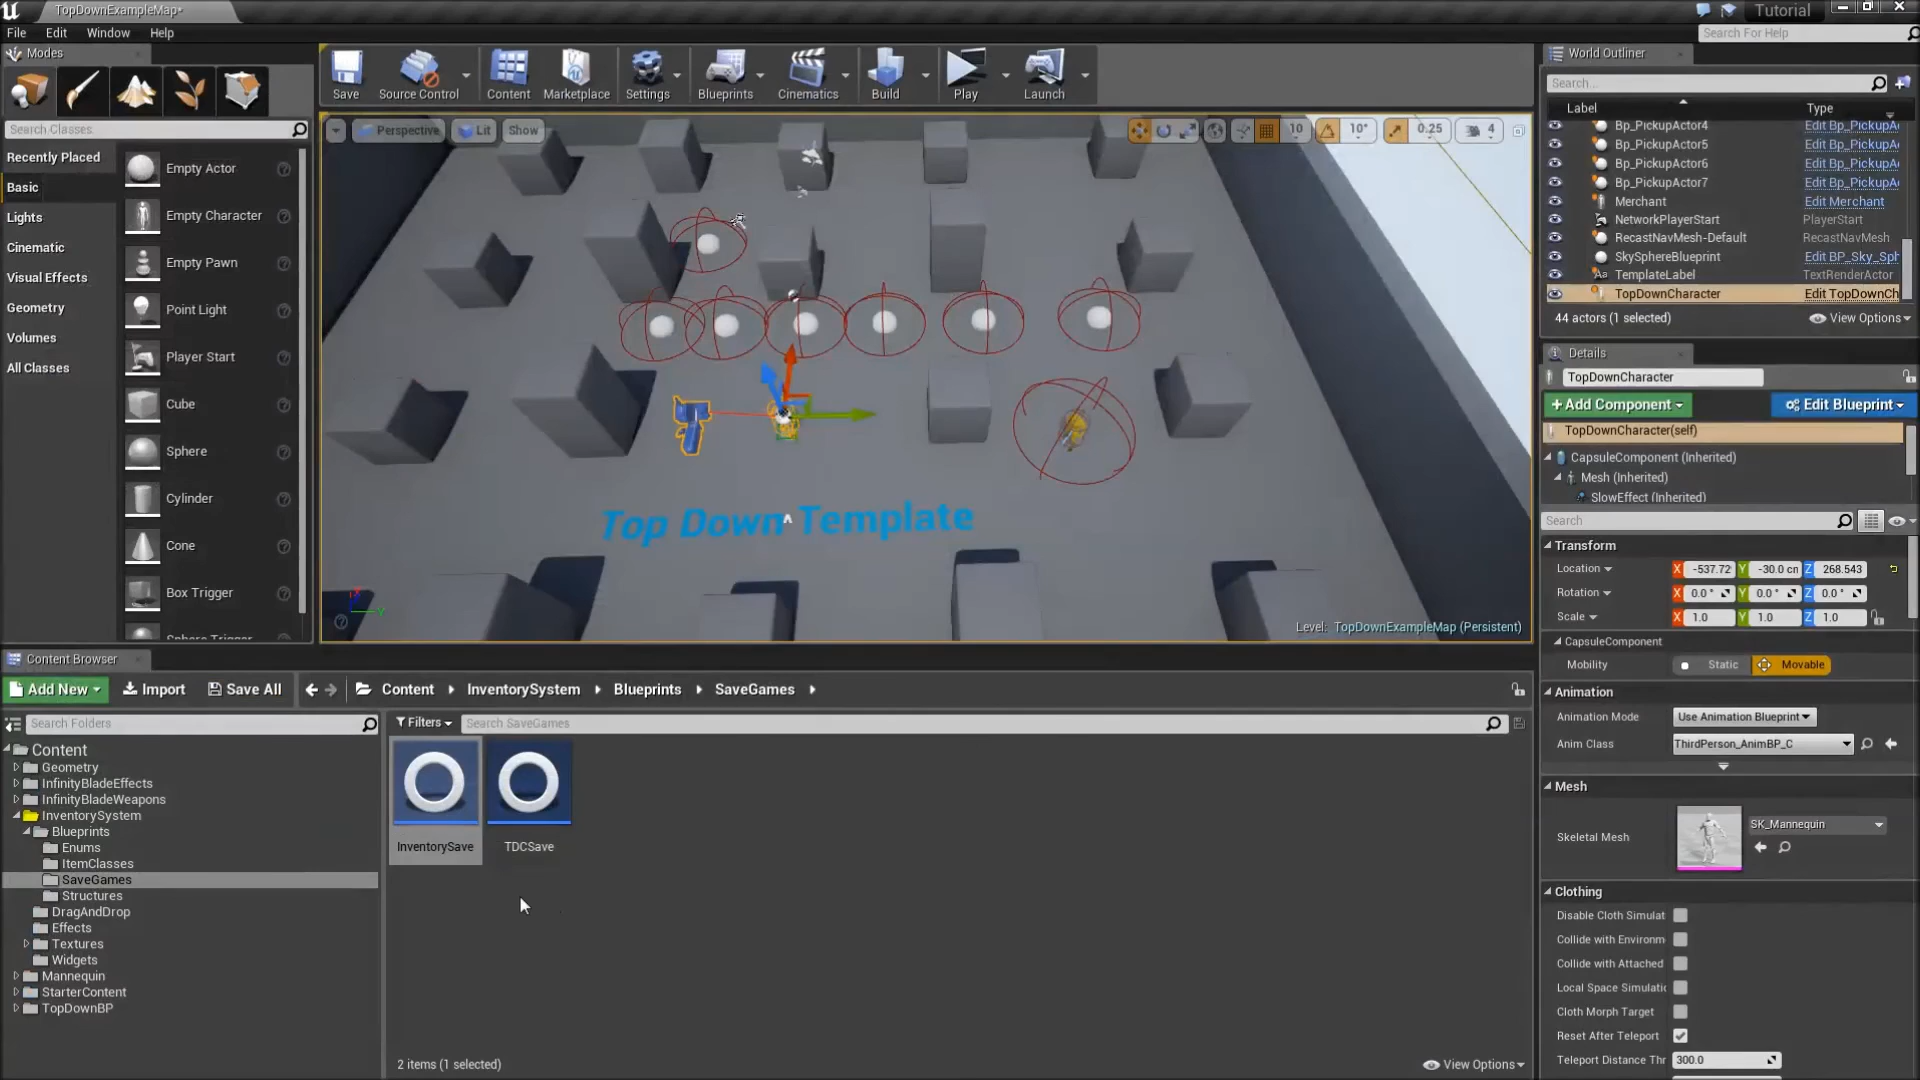 TopDownExampleMap*
Tutorial
File Edit Window Help
Search For Help
Modes
Search Classes
Recently Placed
Basic
Lights
Cinematic
Visual Effects
Geometry
Volumes
All Classes
Empty Actor
Empty Character
Empty Pawn
Point Light
Player Start
Cube
Sphere
Cylinder
Cone
Box Trigger
Sphere Trigger
Save
Source Control
Content
Marketplace
Settings
Blueprints
Cinematics
Build
Play
Launch
Perspective Lit Show
10 10° 0.25 4
Top Down Template
Level: TopDownExampleMap (Persistent)
World Outliner
Search...
Label Type
Bp_PickupActor4 Edit Bp_PickupA
Bp_PickupActor5 Edit Bp_PickupA
Bp_PickupActor6 Edit Bp_PickupA
Bp_PickupActor7 Edit Bp_PickupA
Merchant Edit Merchant
NetworkPlayerStart PlayerStart
RecastNavMesh-Default RecastNavMesh
SkySphereBlueprint Edit BP_Sky_Sph
TemplateLabel TextRenderActor
TopDownCharacter Edit TopDownCh
44 actors (1 selected) View Options
Details
TopDownCharacter
+Add Component Edit Blueprint
TopDownCharacter(self)
CapsuleComponent (Inherited)
Mesh (Inherited)
SlowEffect (Inherited)
Search
Transform
Location X -537.72 Y -30.0 cm Z 268.543
Rotation X 0.0 ° Y 0.0 ° Z 0.0 °
Scale X 1.0 Y 1.0 Z 1.0
CapsuleComponent
Mobility Static Movable
Animation
Animation Mode Use Animation Blueprint
Anim Class ThirdPerson_AnimBP_C
Mesh
Skeletal Mesh SK_Mannequin
Clothing
Disable Cloth Simulat
Collide with Environm
Collide with Attached
Local Space Simulatic
Cloth Morph Target
Reset After Teleport
Teleport Distance Thr 300.0
Content Browser
Add New Import Save All Content InventorySystem Blueprints SaveGames
Search Folders
Filters Search SaveGames
Content
Geometry
InfinityBladeEffects
InfinityBladeWeapons
InventorySystem
Blueprints
Enums
ItemClasses
SaveGames
Structures
DragAndDrop
Effects
Textures
Widgets
Mannequin
StarterContent
TopDownBP
InventorySave TDCSave
2 items (1 selected) View Options